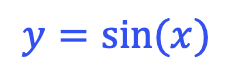 y = sin(x)